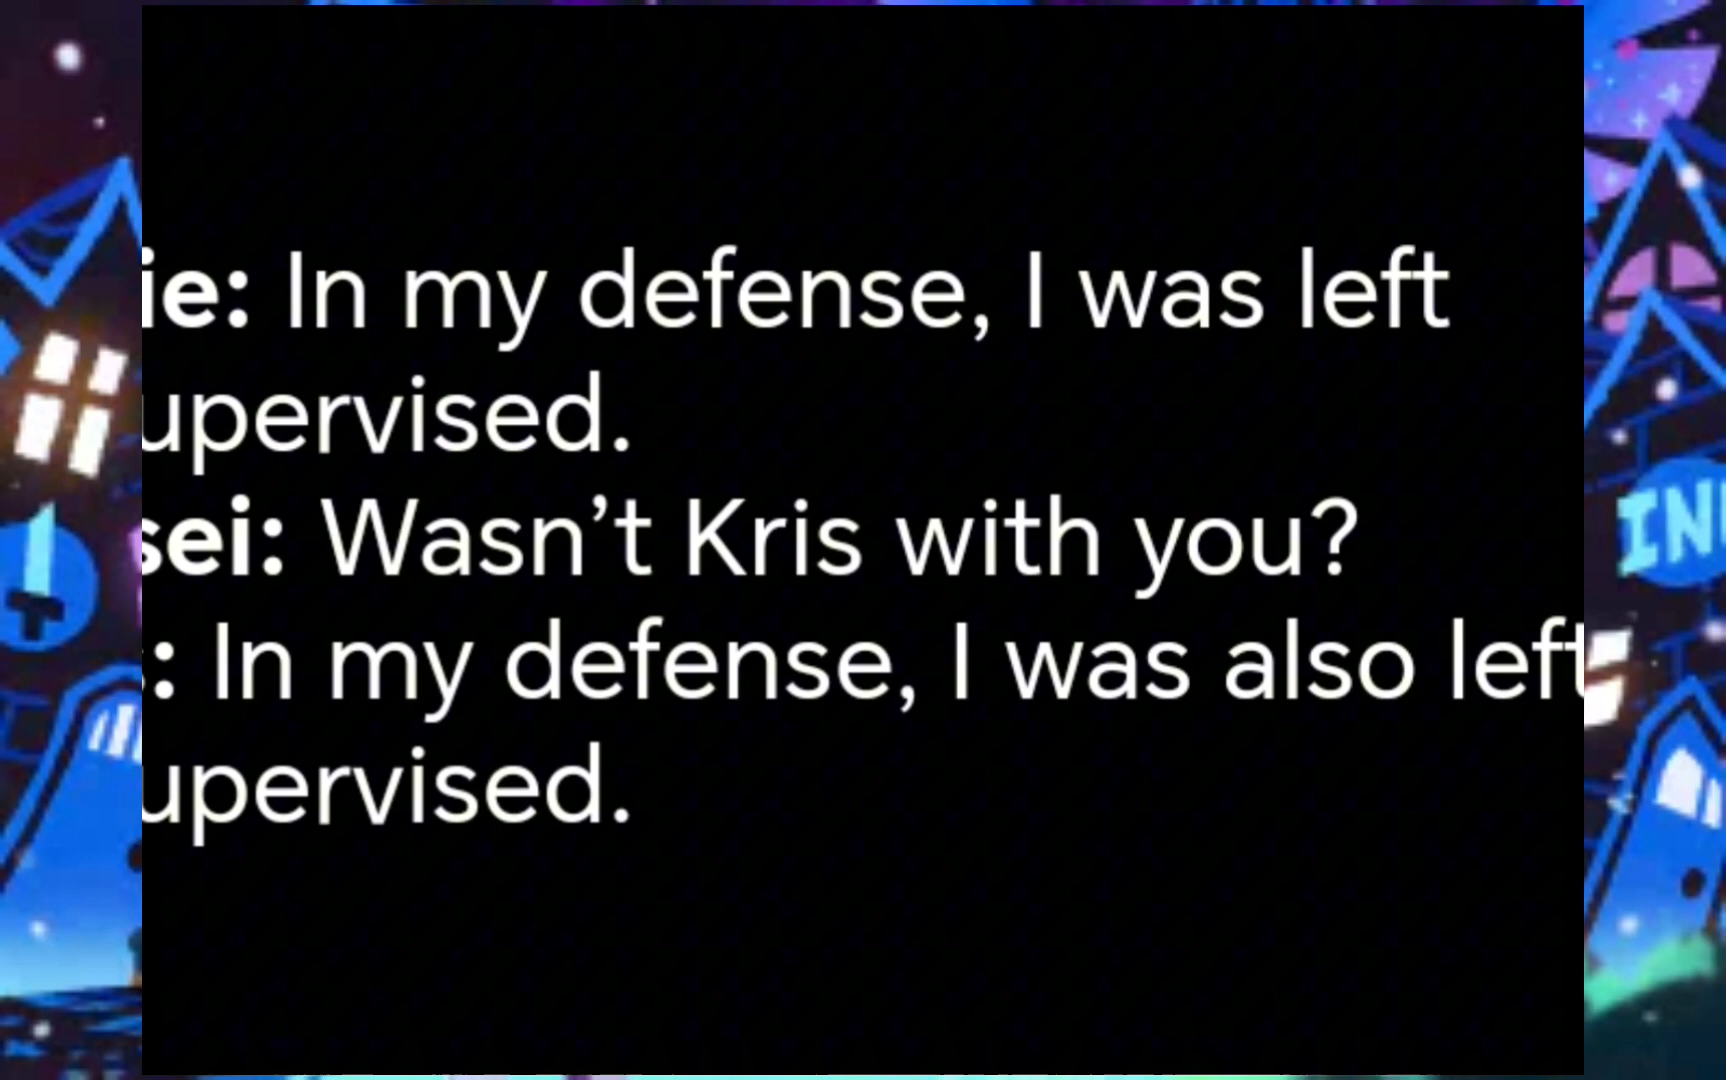 ie: In my defense, I was left
upervised.
sei: Wasn't Kris with you?
: In my defense, I was also left
upervised.